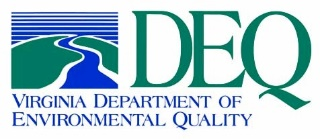 DEQ
VIRGINIA DEPARTMENT OF
ENVIRONMENTAL QUALITY